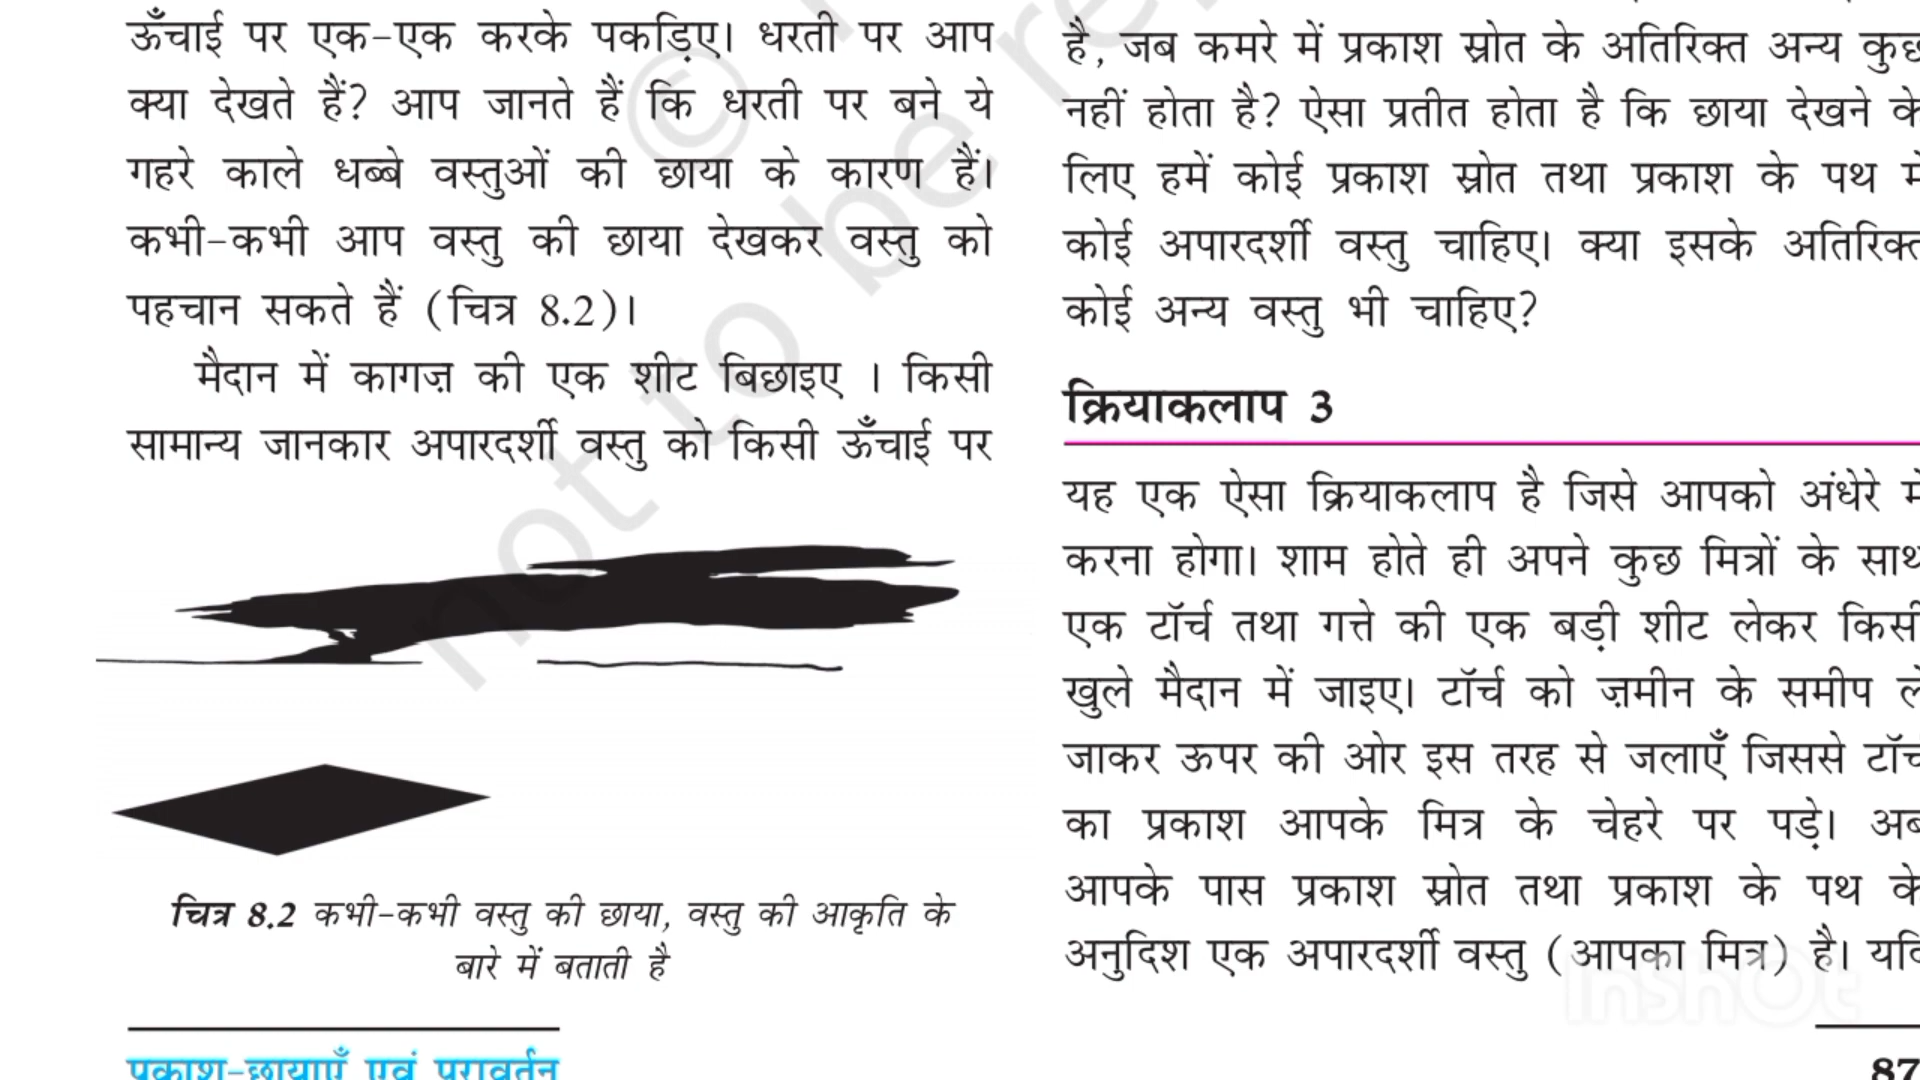 ऊँचाई पर एक-एक करके पकड़िए। धरती पर आप
क्या देखते हैं? आप जानते हैं कि धरती पर बने ये
गहरे काले धब्बे वस्तुओं की छाया के कारण हैं।
कभी-कभी आप वस्तु की छाया देखकर वस्तु को
पहचान सकते हैं (चित्र 8.2)।
मैदान में कागज़ की एक शीट बिछाइए । किसी
सामान्य जानकार अपारदर्शी वस्तु को किसी ऊँचाई पर
चित्र 8.2 कभी-कभी वस्तु की छाया, वस्तु की आकृति के
बारे में बताती है
प्रकाश-छायाएँ एवं परावर्तन
है, जब कमरे में प्रकाश स्रोत के अतिरिक्त अन्य कुछ
नहीं होता है? ऐसा प्रतीत होता है कि छाया देखने के
लिए हमें कोई प्रकाश स्रोत तथा प्रकाश के पथ में
कोई अपारदर्शी वस्तु चाहिए। क्या इसके अतिरिक्त
कोई अन्य वस्तु भी चाहिए?
क्रियाकलाप 3
यह एक ऐसा क्रियाकलाप है जिसे आपको अंधेरे में
करना होगा। शाम होते ही अपने कुछ मित्रों के साथ
एक टॉर्च तथा गत्ते की एक बड़ी शीट लेकर किसी
खुले मैदान में जाइए। टॉर्च को ज़मीन के समीप ले
जाकर ऊपर की ओर इस तरह से जलाएँ जिससे टॉर्च
का प्रकाश आपके मित्र के चेहरे पर पड़े। अब
आपके पास प्रकाश स्रोत तथा प्रकाश के पथ के
अनुदिश एक अपारदर्शी वस्तु (आपका मित्र) है। यदि
87
© not to be re
InShOt